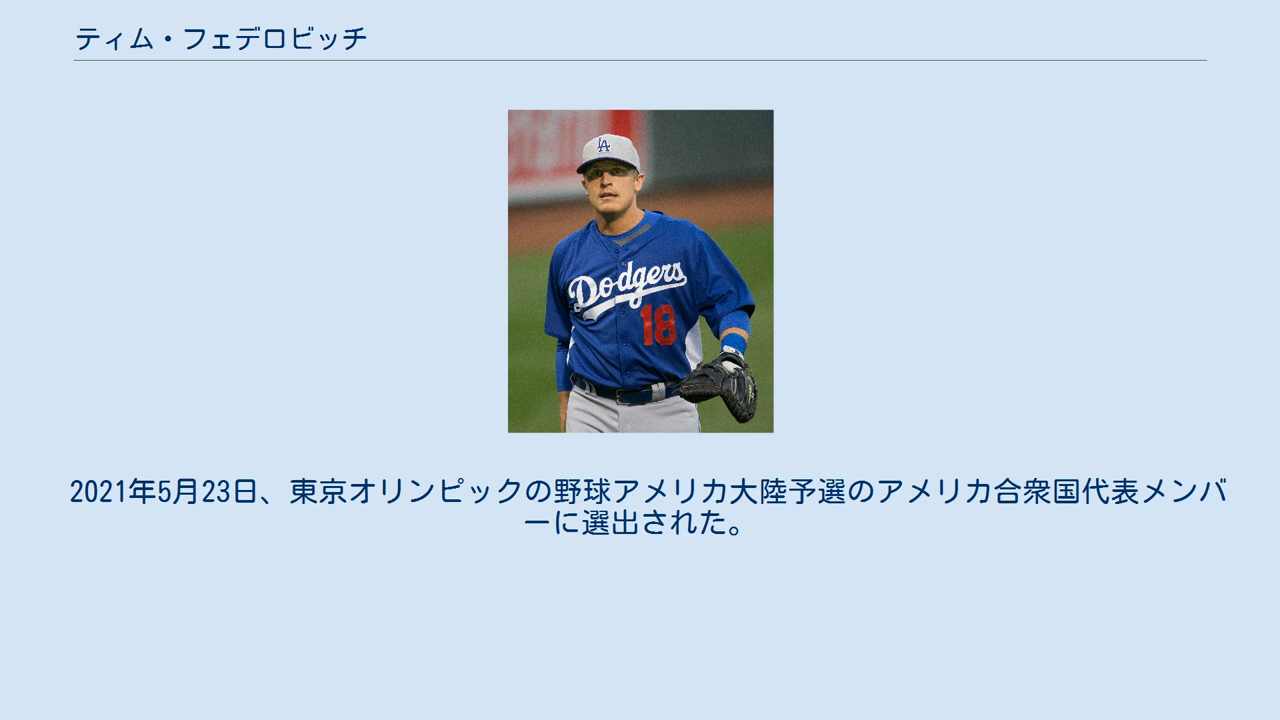 ティム・フェデロビッチ
LA
Dodgers
18
2021年5月23日、東京オリンピックの野球アメリカ大陸予選のアメリカ合衆国代表メンバ
ーに選出された。